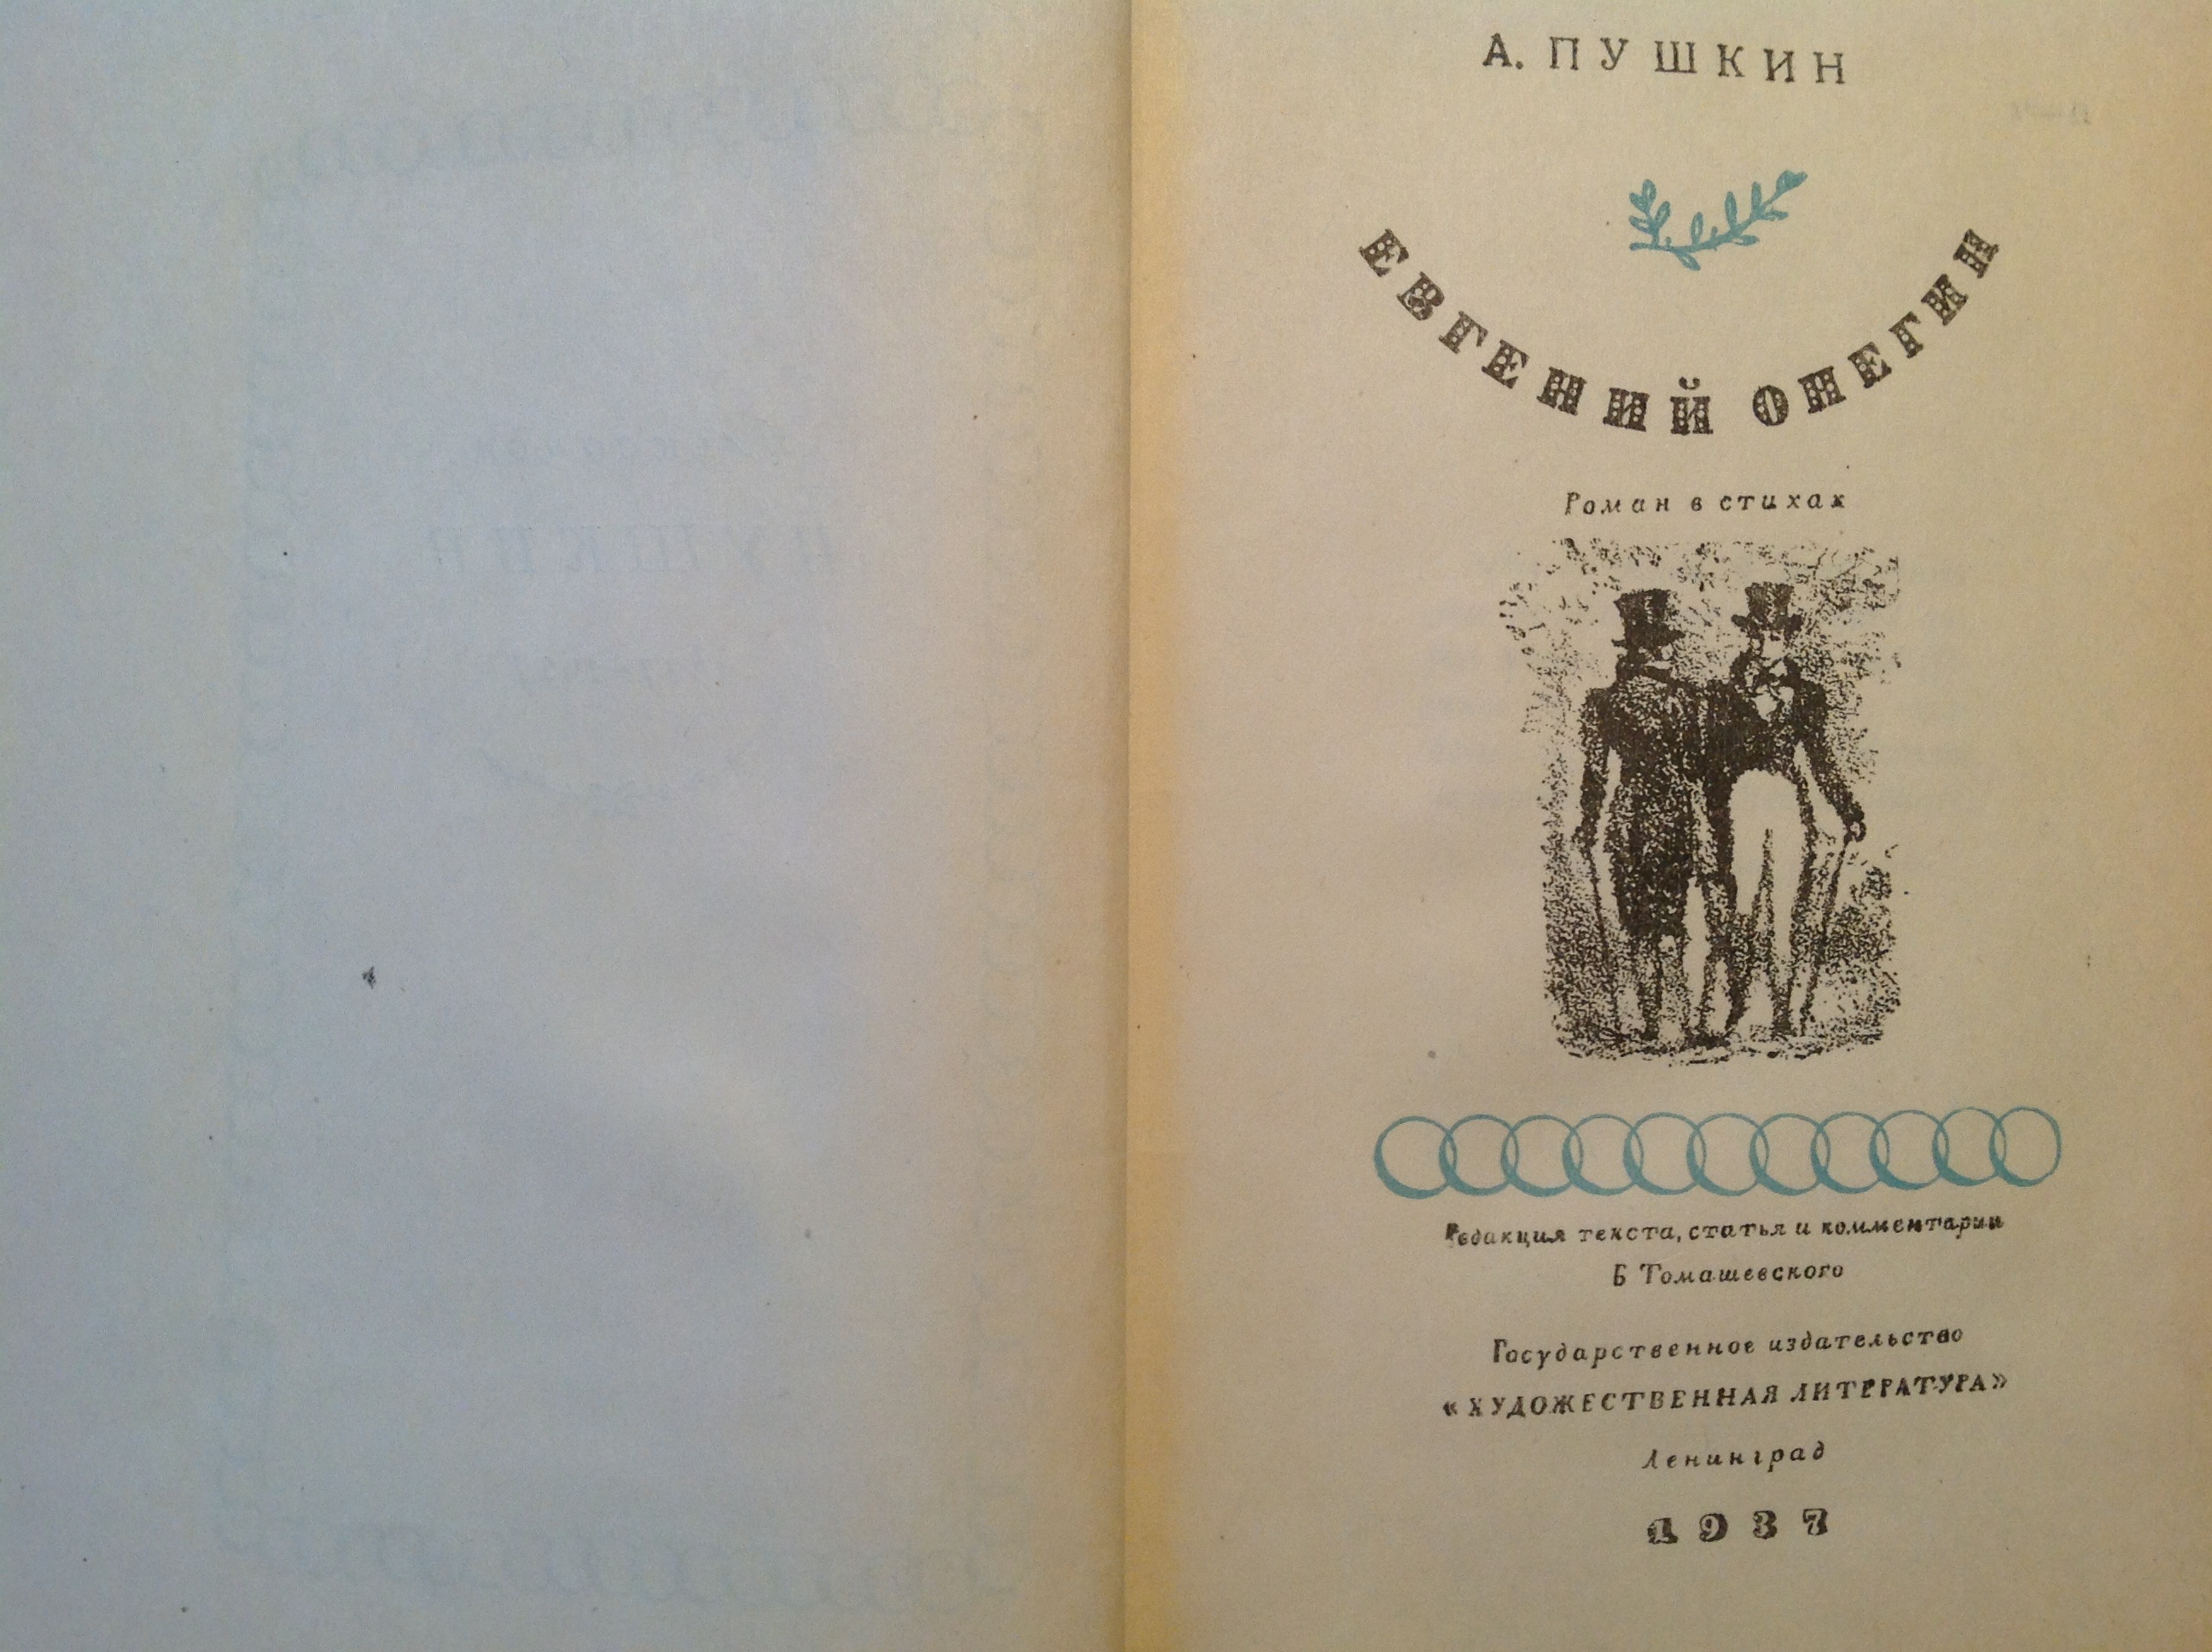 А. ПУШКИН
ЕВГЕНИЙ ОНЕГИН
Роман в стихах
Редакция текста, статья и комментарии
Б Томашевского
Государственное издательство
«ХУДОЖЕСТВЕННАЯ ЛИТЕРАТУРА»
Ленинград
1937